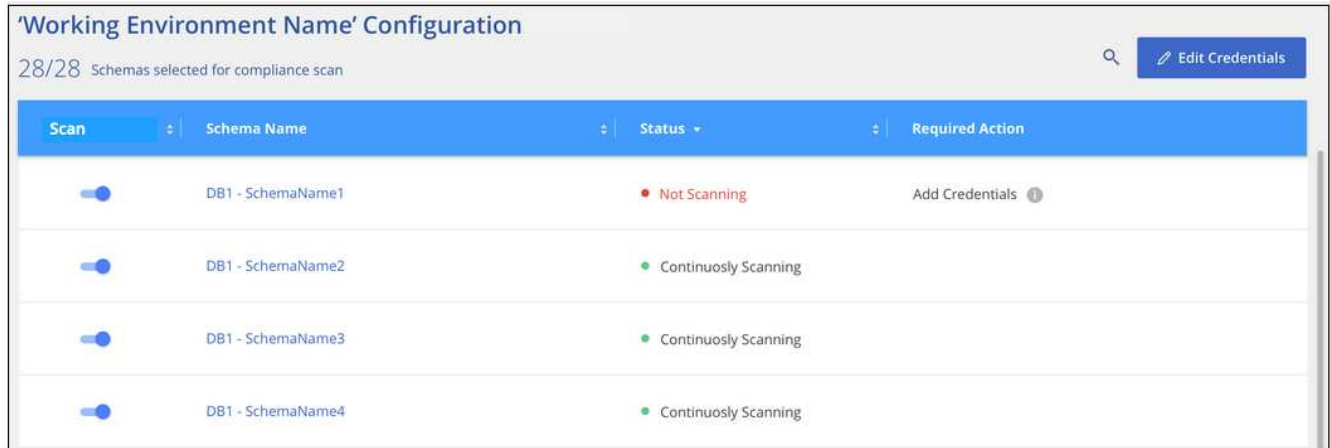 'Working Environment Name' Configuration
28/28 Schemas selected for compliance scan
Edit Credentials
Scan Schema Name Status Required Action
DB1 - SchemaName1 Not Scanning Add Credentials i
DB1 - SchemaName2 Continuosly Scanning
DB1 - SchemaName3 Continuosly Scanning
DB1 - SchemaName4 Continuosly Scanning